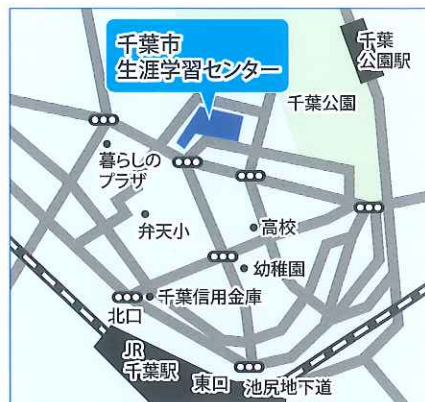 千葉市
生涯学習センター
千葉
公園駅
千葉公園
暮らしの
プラザ
弁天小
高校
幼稚園
千葉信用金庫
北口
JR
千葉駅
東口
池尻地下道